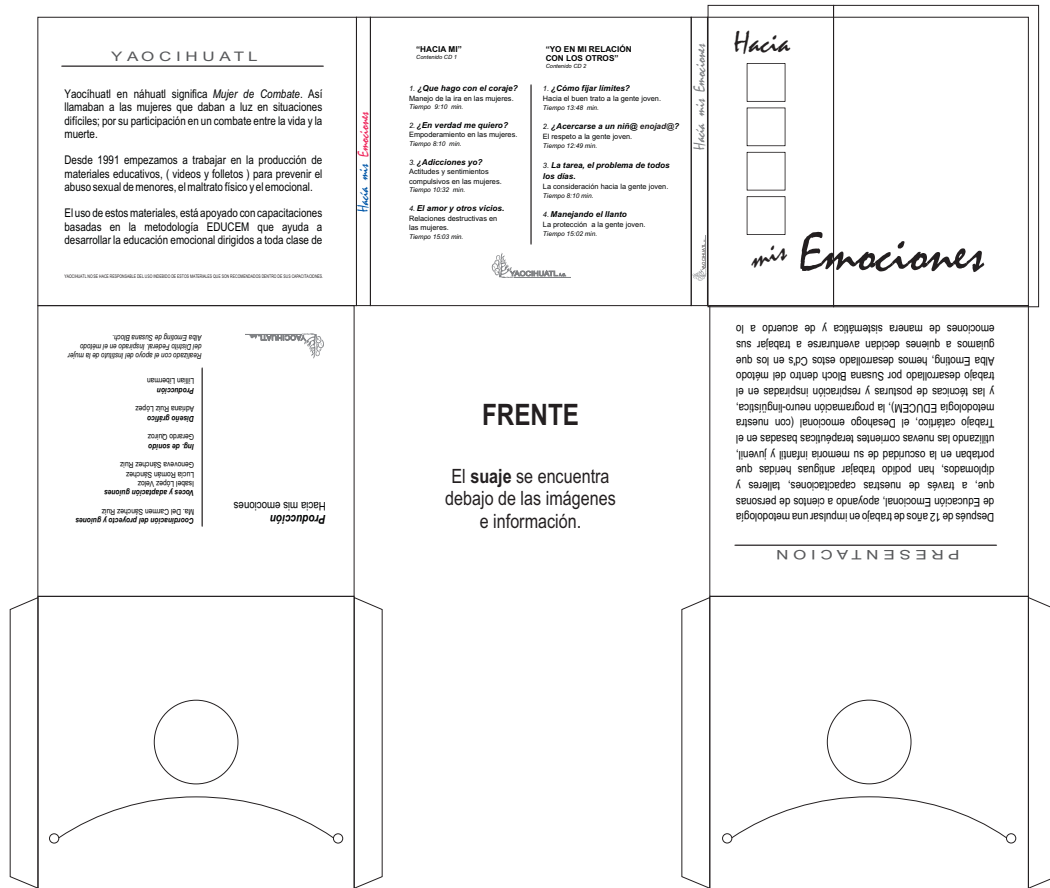 YAOCIHUATL
Yaocíhuatl en náhuatl significa Mujer de Combate. Así
llamaban a las mujeres que daban a luz en situaciones
difíciles; por su participación en un combate entre la vida y la
muerte.
Desde 1991 empezamos a trabajar en la producción de
materiales educativos, ( videos y folletos ) para prevenir el
abuso sexual de menores, el maltrato físico y el emocional.
El uso de estos materiales, está apoyado con capacitaciones
basadas en la metodología EDUCEM que ayuda a
desarrollar la educación emocional dirigidos a toda clase de
YAOCIHUATL NO SE HACE RESPONSABLE DEL USO INDEBIDO DE ESTOS MATERIALES QUE SON RECOMENDADOS DENTRO DE SUS CAPACITACIONES
Hacia mis Emociones
“HACIA MI”
Contenido CD 1
1. ¿Que hago con el coraje?
Manejo de la ira en las mujeres.
Tiempo 9:10 min.
2. ¿En verdad me quiero?
Empoderamiento en las mujeres.
Tiempo 8:10 min.
3. ¿Adicciones yo?
Actitudes y sentimientos
compulsivos en las mujeres.
Tiempo 10:32 min.
4. El amor y otros vicios.
Relaciones destructivas en
las mujeres.
Tiempo 15:03 min.
“YO EN MI RELACIÓN
CON LOS OTROS”
Contenido CD 2
1. ¿Cómo fijar límites?
Hacia el buen trato a la gente joven.
Tiempo 13:48 min.
2. ¿Acercarse a un niñ@ enojad@?
El respeto a la gente joven.
Tiempo 12:49 min.
3. La tarea, el problema de todos
los días.
La consideración hacia la gente joven.
Tiempo 8:10 min.
4. Manejando el llanto
La protección a la gente joven.
Tiempo 15:02 min.
YAOCIHUATL A.C.
Hacia mis Emociones
YAOCIHUATL
Hacia
mis Emociones
Producción
Hacia mis emociones
Coordinación del proyecto y guiones
Ma. Del Carmen Sánchez Ruiz
Voces y adaptación guiones
Isabel López Veloz
Lucía Román Sánchez
Genoveva Sánchez Ruiz
Ing. de sonido
Gerardo Quiroz
Diseño gráfico
Adriana Ruiz López
Producción
Lilian Liberman
Realizado con el apoyo del Instituto de la mujer
del Distrito Federal. Inspirado en el método
Alba Emoting de Susana Bloch.
YAOCIHUATL A.C.
FRENTE
El suaje se encuentra
debajo de las imágenes
e información.
PRESENTACION
Después de 12 años de trabajo en impulsar una metodología
de Educación Emocional, apoyando a cientos de personas
que, a través de nuestras capacitaciones, talleres y
diplomados, han podido trabajar antiguas heridas que
portaban en la oscuridad de su memoria infantil y juvenil,
utilizando las nuevas corrientes terapéuticas basadas en el
Trabajo catártico, el Desahogo emocional (con nuestra
metodología EDUCEM), la programación neuro-lingüística,
y las técnicas de posturas y respiración inspiradas en el
trabajo desarrollado por Susana Bloch dentro del método
Alba Emoting, hemos desarrollado estos Cd's en los que
guiamos a quienes decidan aventurarse a trabajar sus
emociones de manera sistemática y de acuerdo a lo